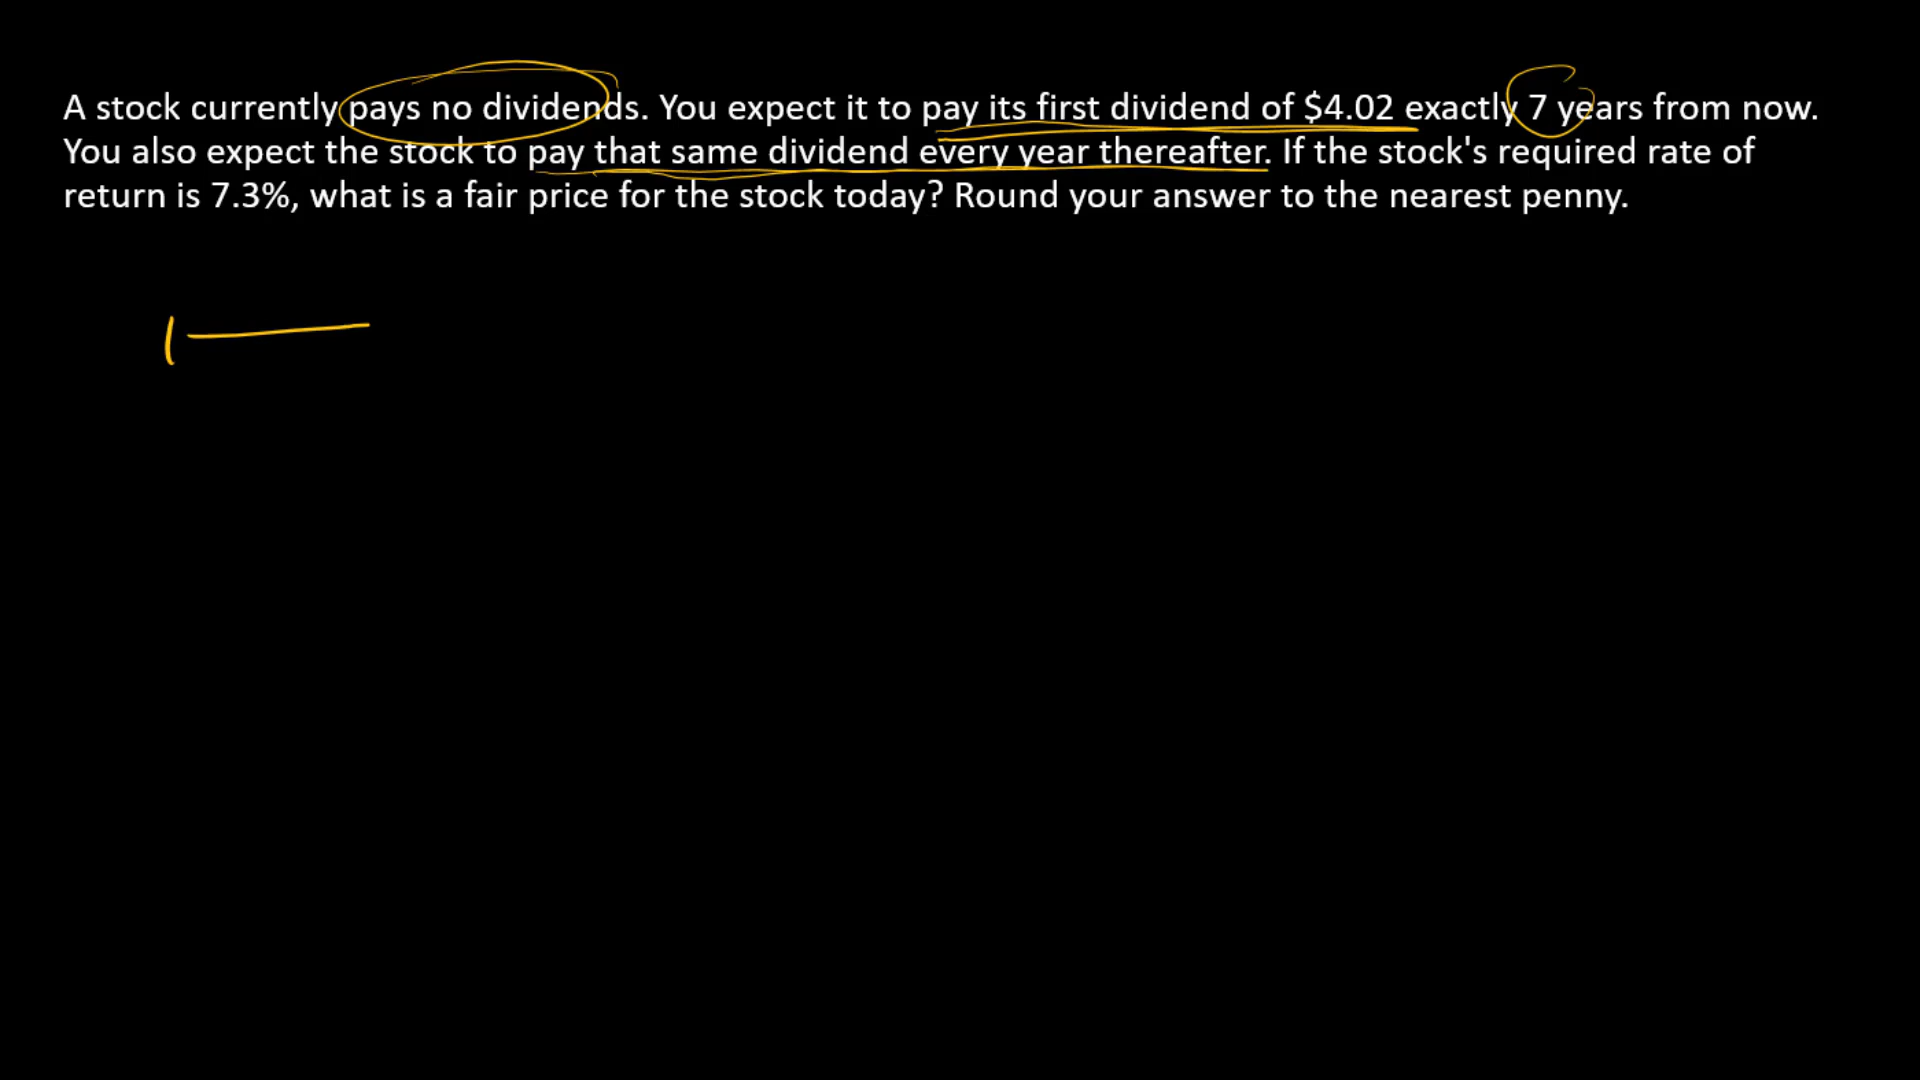 A stock currently pays no dividends. You expect it to pay its first dividend of $4.02 exactly 7 years from now.
You also expect the stock to pay that same dividend every year thereafter. If the stock's required rate of
return is 7.3%, what is a fair price for the stock today? Round your answer to the nearest penny.